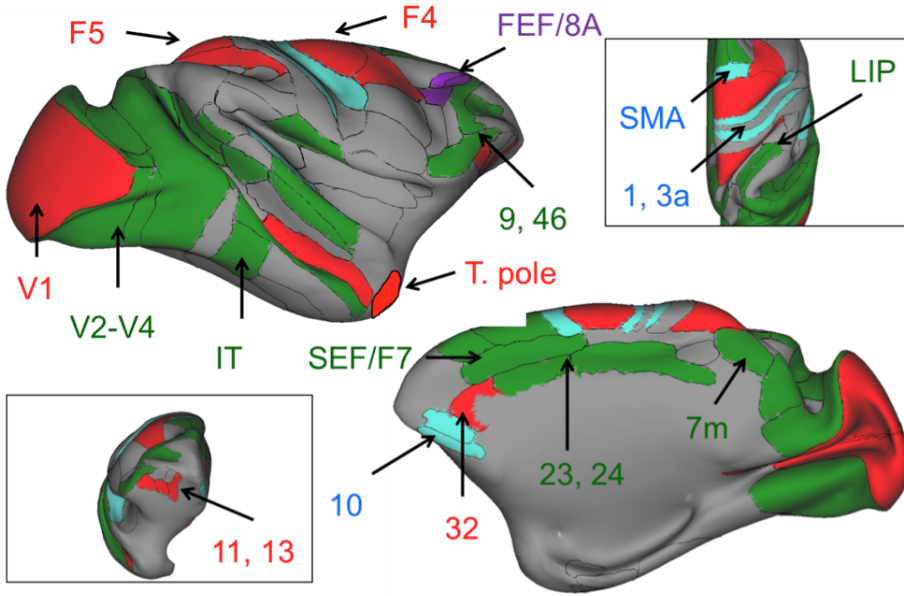 F5
F4
FEF/8A
SMA
LIP
1, 3a
9, 46
V1
T. pole
V2-V4
IT
SEF/F7
7m
10
32
23, 24
11, 13